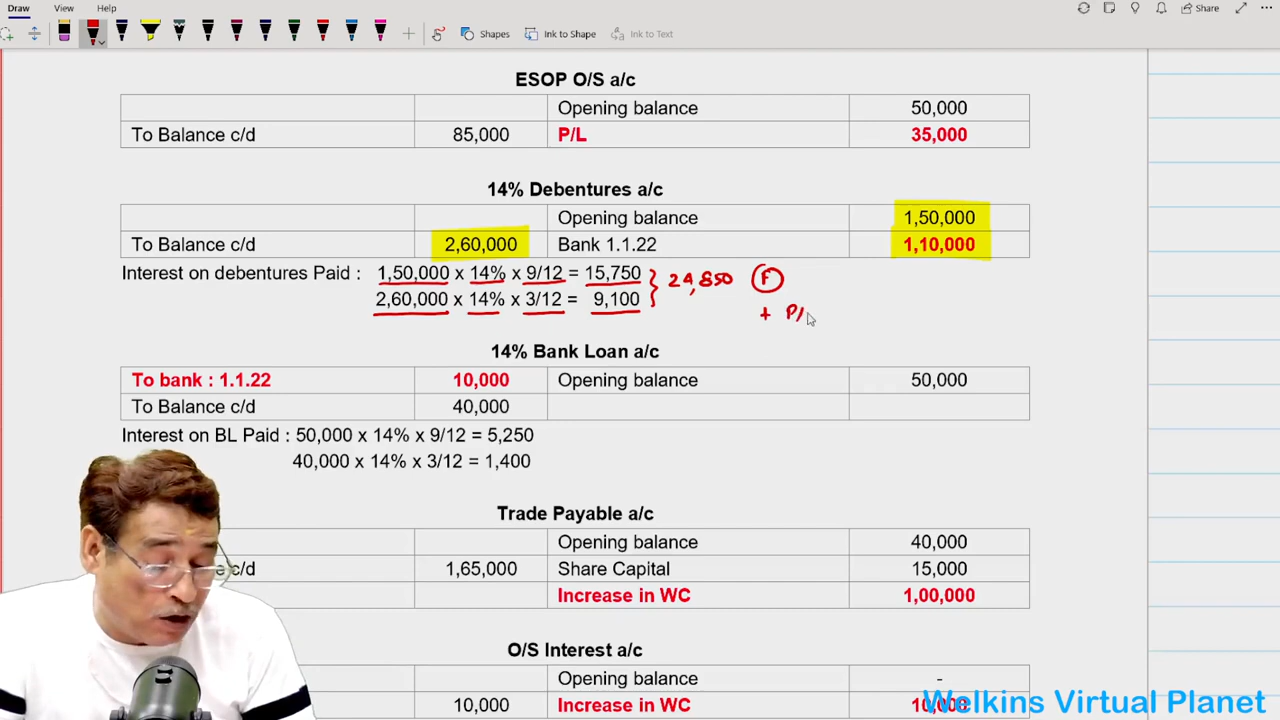 Draw View Help Share
Shapes Ink to Shape Ink to Text
ESOP O/S a/c
Opening balance 50,000
To Balance c/d 85,000 P/L 35,000
14% Debentures a/c
Opening balance 1,50,000
To Balance c/d 2,60,000 Bank 1.1.22 1,10,000
Interest on debentures Paid : 1,50,000 x 14% x 9/12 = 15,750
24,850 F
2,60,000 x 14% x 3/12 = 9,100
+ P/
14% Bank Loan a/c
To bank : 1.1.22 10,000 Opening balance 50,000
To Balance c/d 40,000
Interest on BL Paid : 50,000 x 14% x 9/12 = 5,250
40,000 x 14% x 3/12 = 1,400
Trade Payable a/c
Opening balance 40,000
c/d 1,65,000 Share Capital 15,000
Increase in WC 1,00,000
O/S Interest a/c
Opening balance -
10,000 Increase in WC 10,000
Welkins Virtual Planet